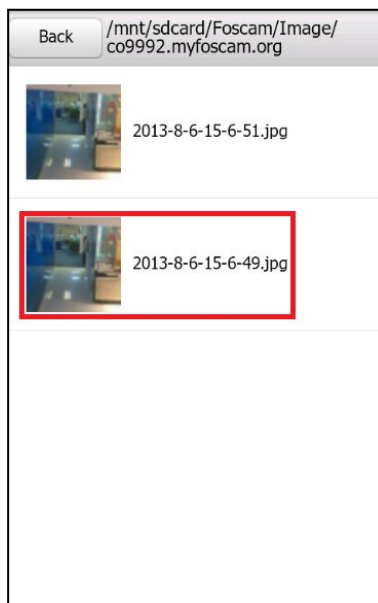 Back
/mnt/sdcard/Foscam/Image/
co9992.myfoscam.org
2013-8-6-15-6-51.jpg
2013-8-6-15-6-49.jpg